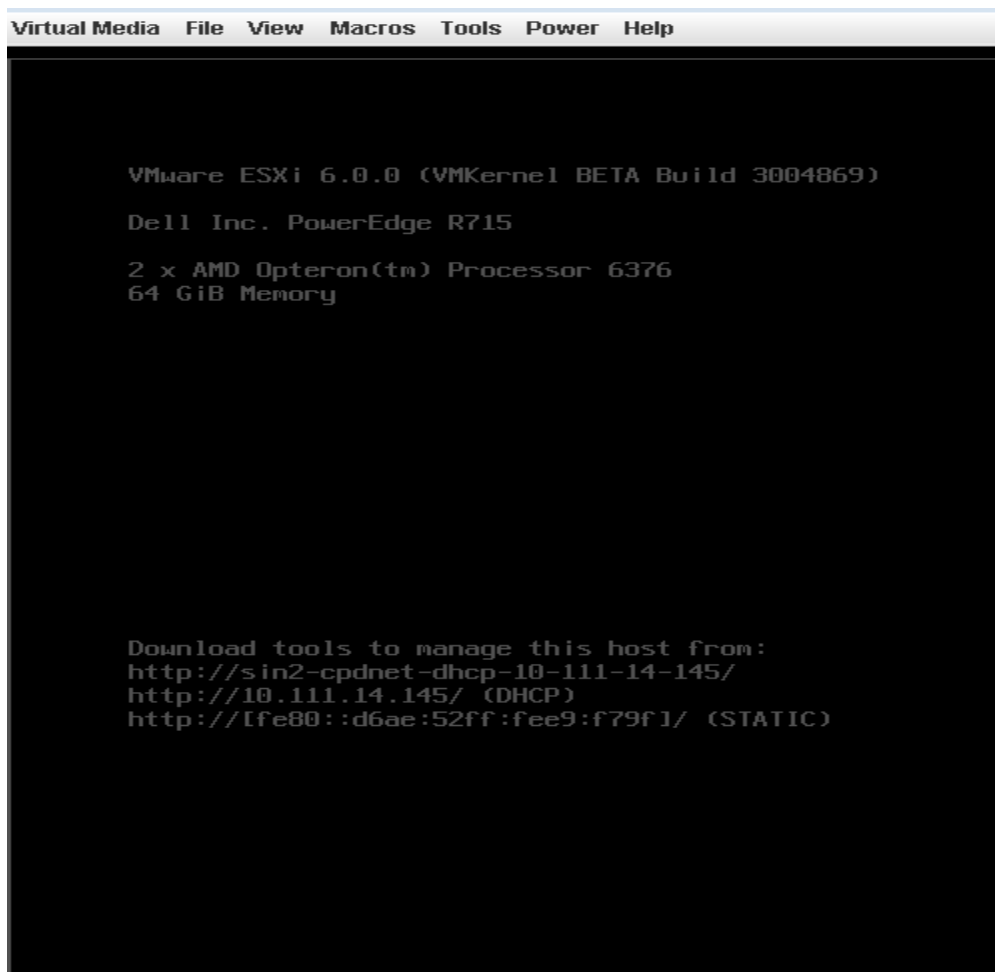 Virtual Media File View Macros Tools Power Help
VMware ESXi 6.0.0 (VMKernel BETA Build 3004869)
Dell Inc. PowerEdge R715
2 x AMD Opteron(tm) Processor 6376
64 GiB Memory
Download tools to manage this host from:
http://sin2-cpdnet-dhcp-10-111-14-145/
http://10.111.14.145/ (DHCP)
http://[fe80::d6ae:52ff:fee9:f79f]/ (STATIC)